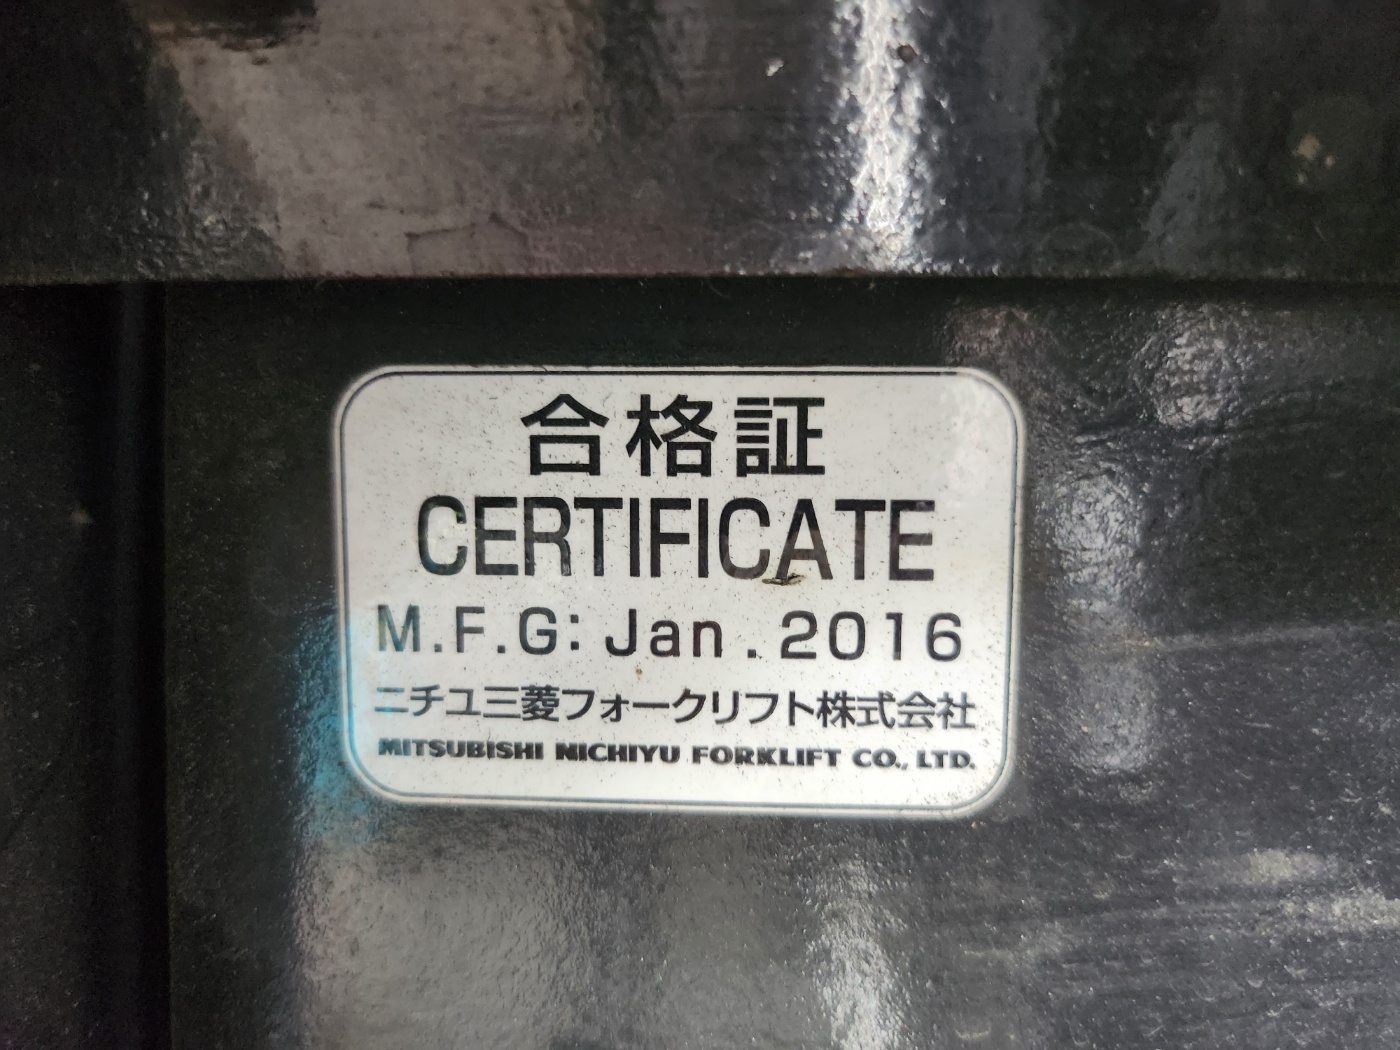 合格証
CERTIFICATE
M.F.G: Jan. 2016
ニチユ三菱フォークリフト株式会社
MITSUBISHI NICHIYU FORKLIFT CO., LTD.